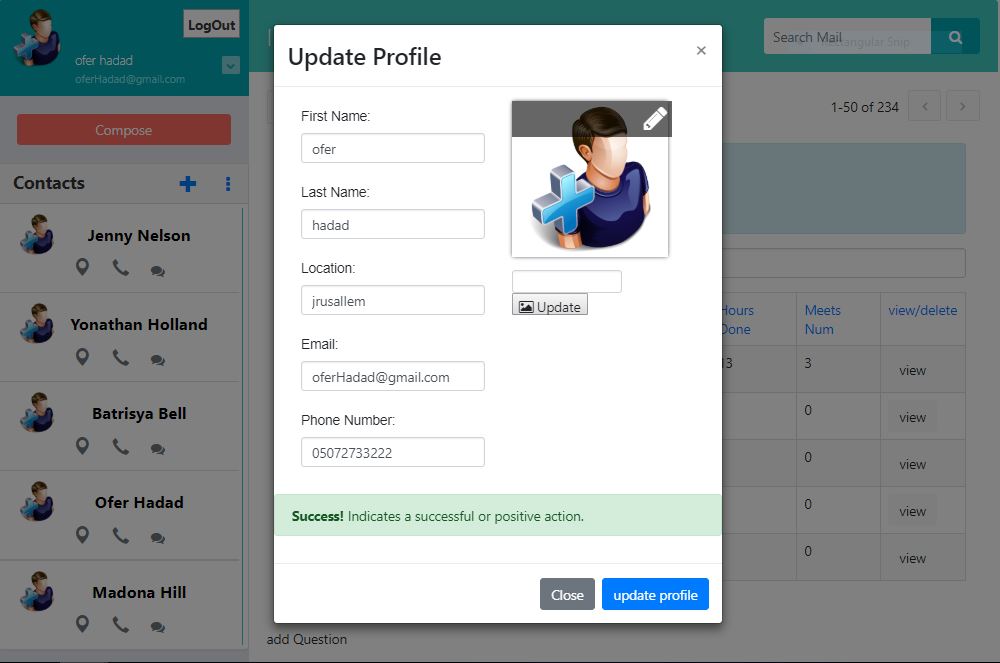 LogOut
ofer hadad
oferHadad@gmail.com
Compose
Contacts
Jenny Nelson
Yonathan Holland
Batrisya Bell
Ofer Hadad
Madona Hill
Update Profile
×
First Name:
ofer
Last Name:
hadad
Location:
jrusallem
Email:
oferHadad@gmail.com
Phone Number:
05072733222
Update
Success! Indicates a successful or positive action.
Close
update profile
Search Mail
Rectangular Snip
1-50 of 234
Hours Meets view/delete
Done Num
13 3 view
0 view
0 view
0 view
0 view
add Question